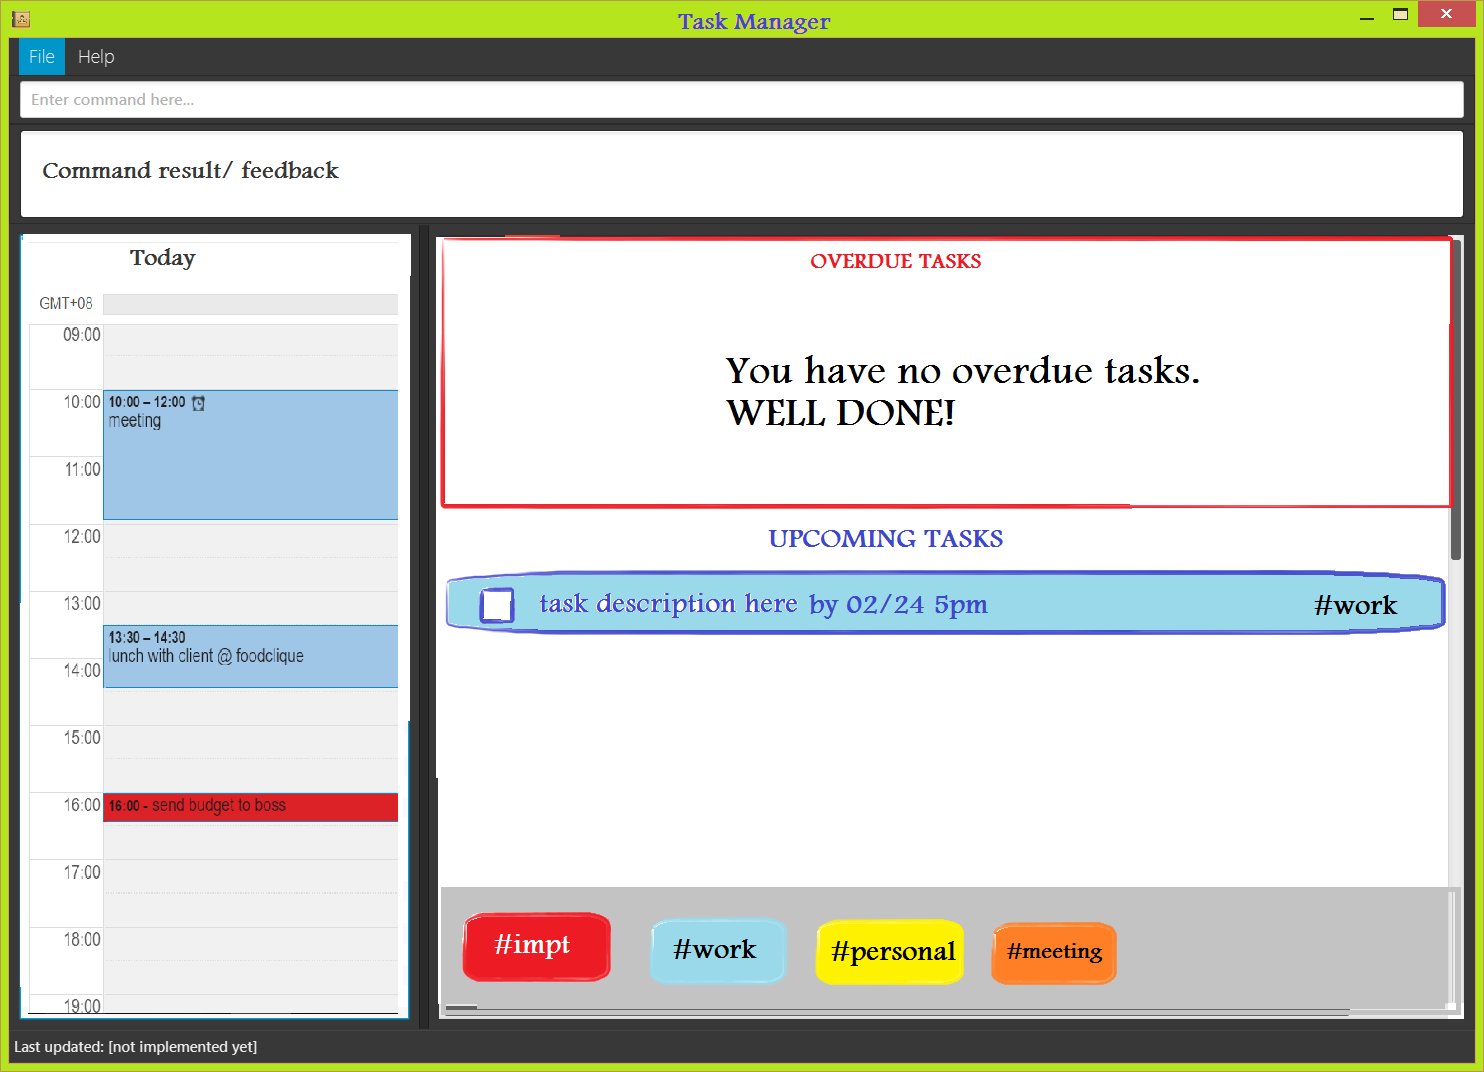 Task Manager
File Help
Enter command here...
Command result/ feedback
Today
GMT+08
09:00
10:00
10:00 – 12:00
meeting
11:00
12:00
13:00
13:30 – 14:30
lunch with client @ foodclique
14:00
15:00
16:00
16:00 - send budget to boss
17:00
18:00
19:00
OVERDUE TASKS
You have no overdue tasks.
WELL DONE!
UPCOMING TASKS
task description here by 02/24 5pm #work
#impt #work #personal #meeting
Last updated: [not implemented yet]